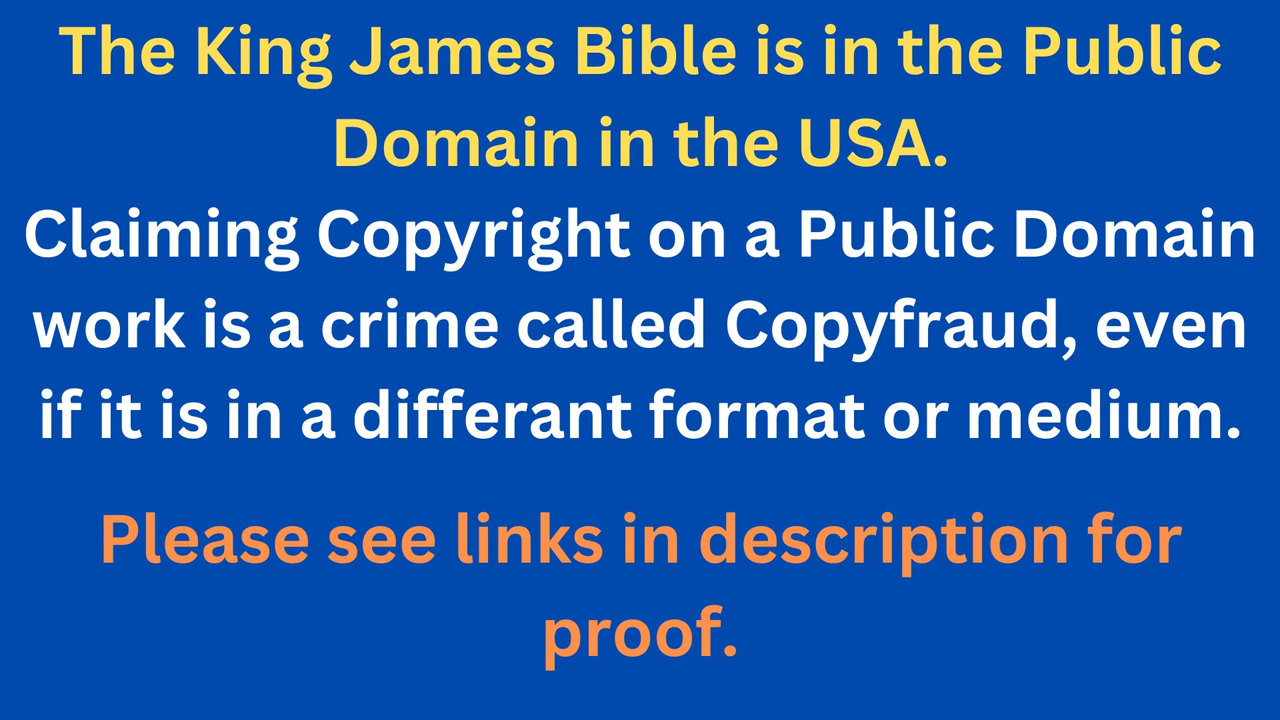 The King James Bible is in the Public
Domain in the USA.
Claiming Copyright on a Public Domain
work is a crime called Copyfraud, even
if it is in a differant format or medium.
Please see links in description for
proof.